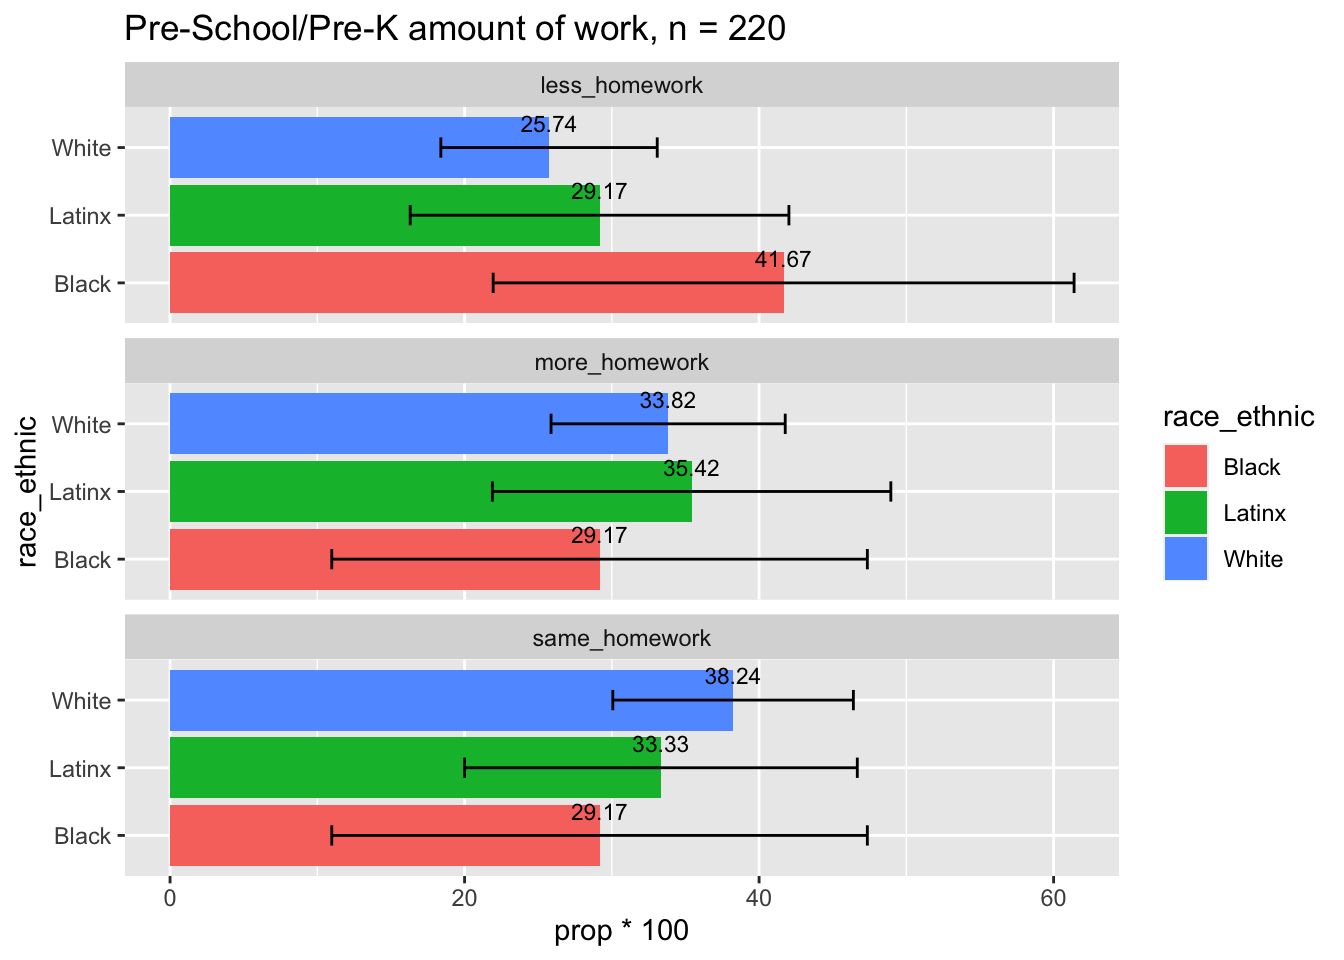 Pre-School/Pre-K amount of work, n = 220
less_homework
White
25.74
Latinx
29.17
Black
41.67
more_homework
White
33.82
Latinx
35.42
Black
29.17
same_homework
White
38.24
Latinx
33.33
Black
29.17
0 20 40 60
prop * 100
race_ethnic
race_ethnic
Black
Latinx
White